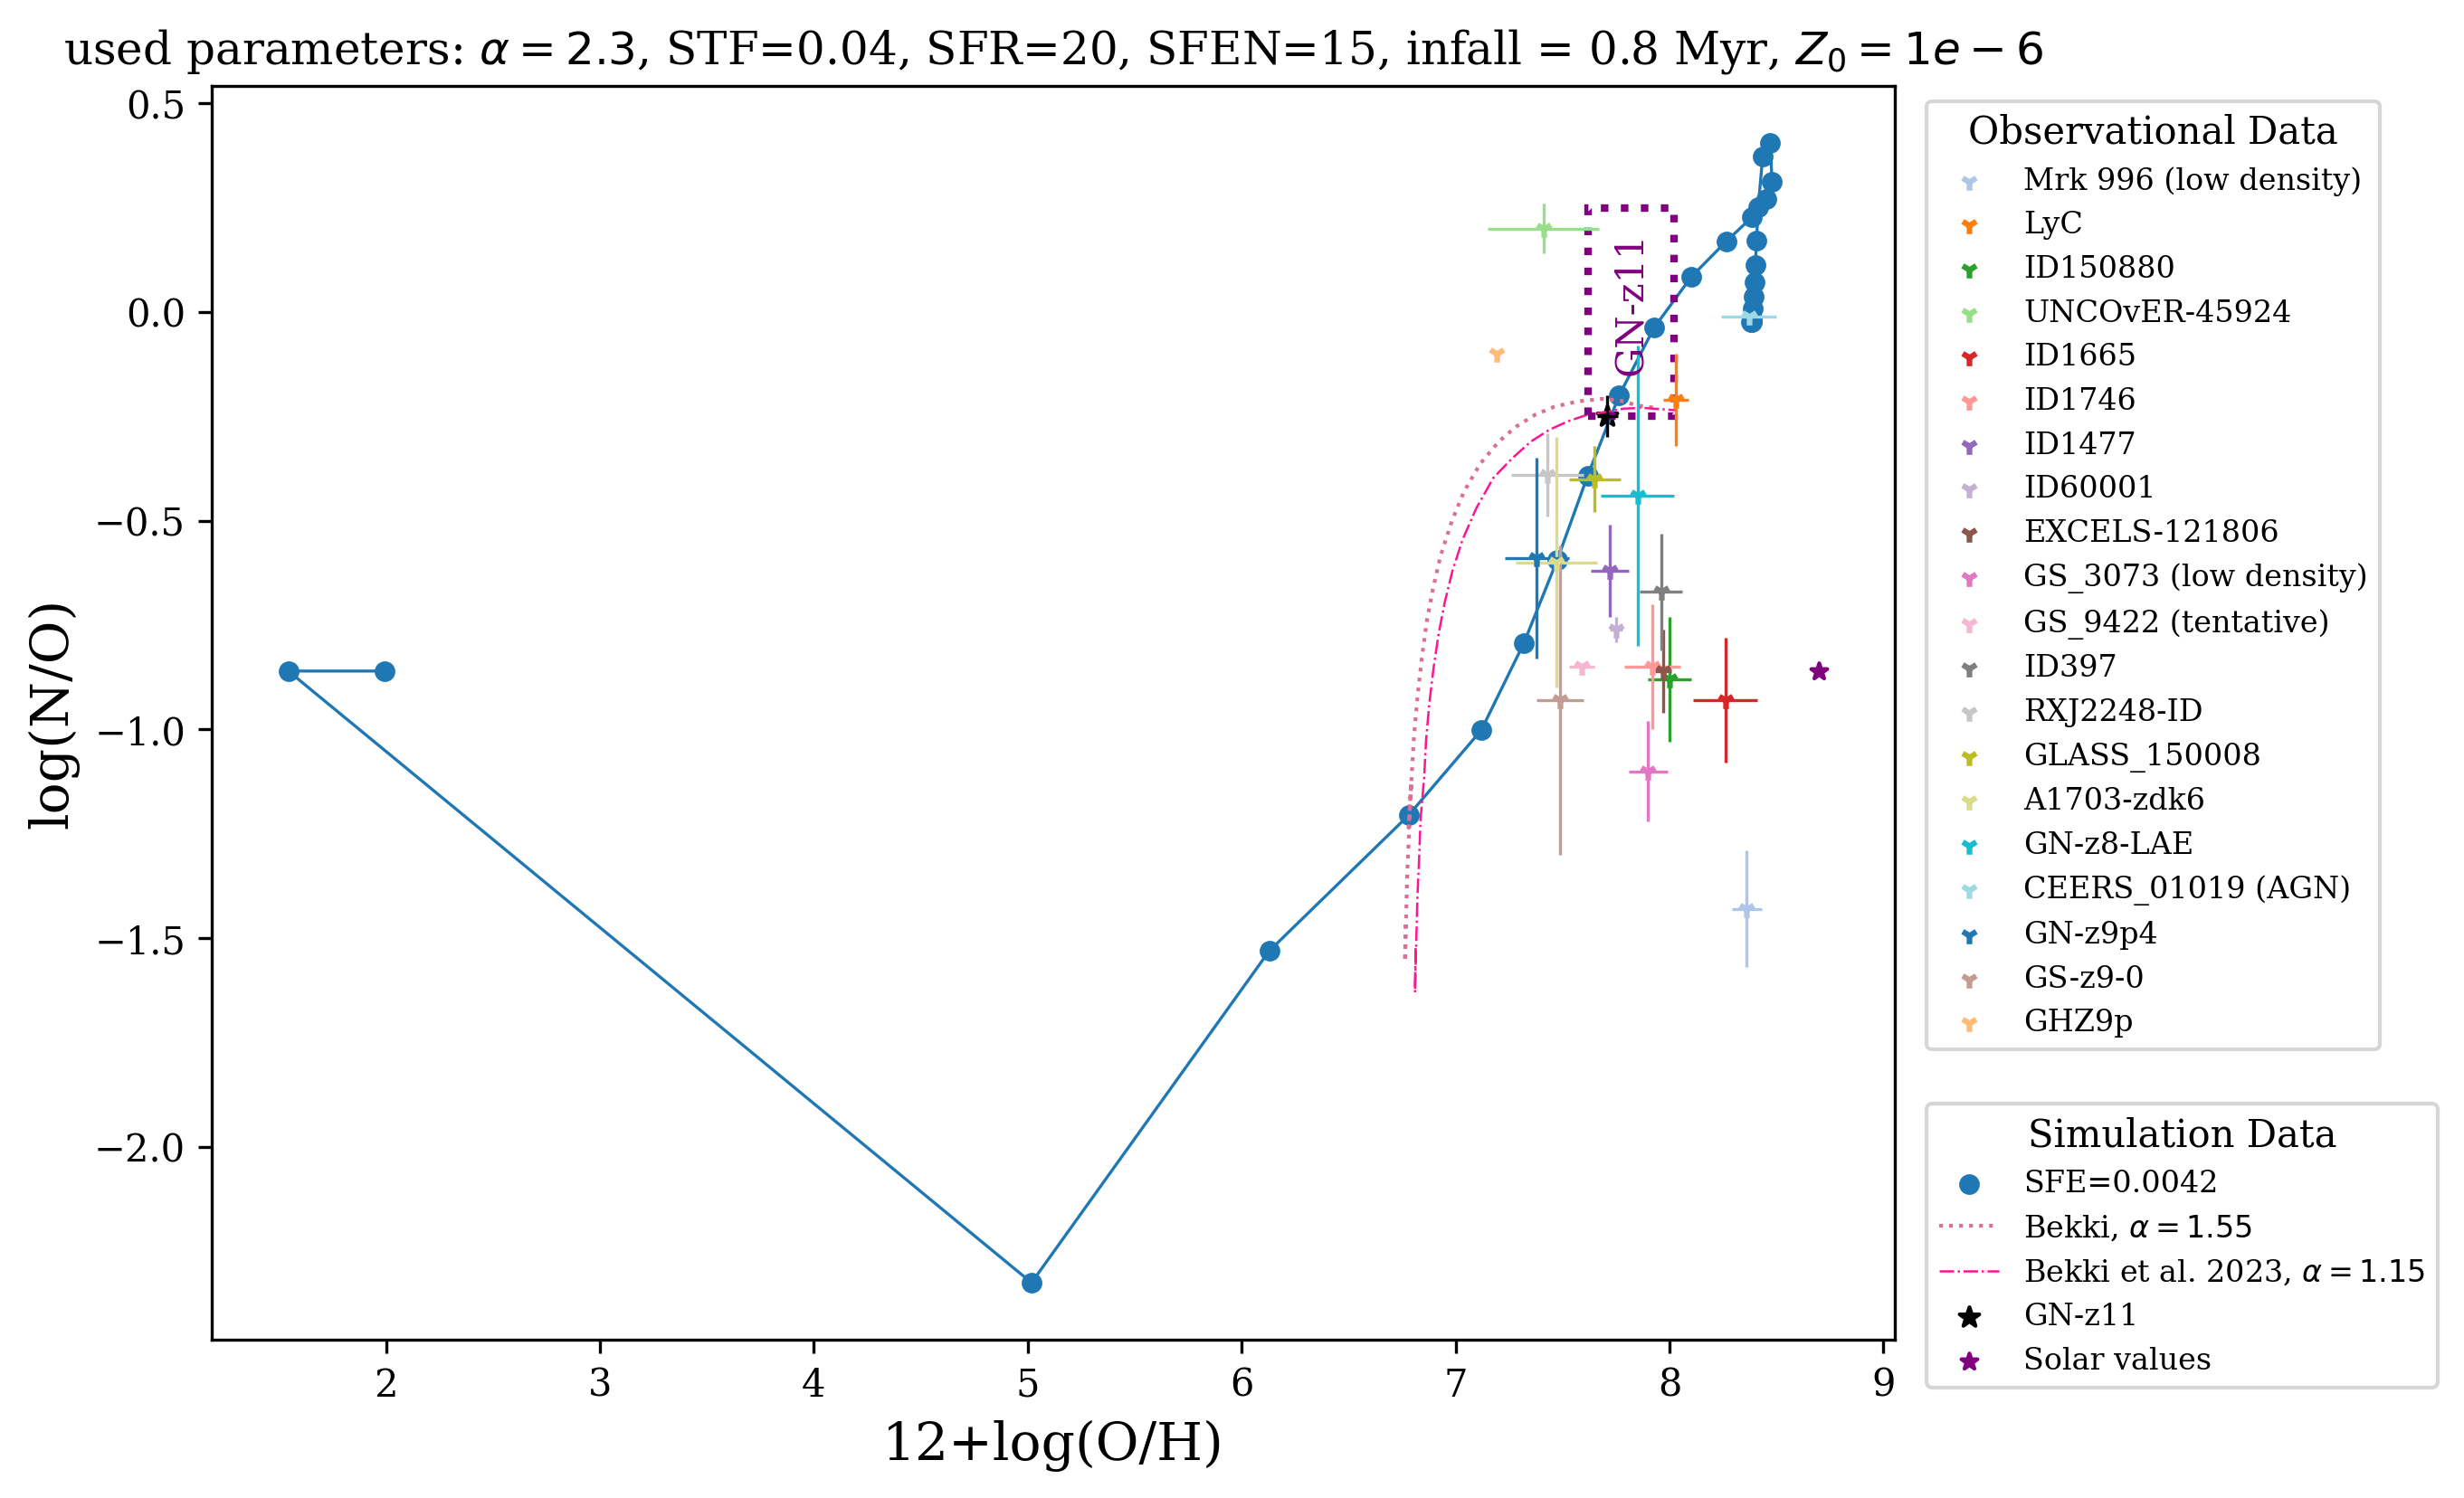 used parameters: α = 2.3, STF=0.04, SFR=20, SFEN=15, infall = 0.8 Myr, Z₀ = 1e − 6
0.5
0.0
−0.5
−1.0
−1.5
−2.0
log(N/O)
2
3
4
5
6
7
8
9
12+log(O/H)
GN-z11
Observational Data
Mrk 996 (low density)
LyC
ID150880
UNCOvER-45924
ID1665
ID1746
ID1477
ID60001
EXCELS-121806
GS_3073 (low density)
GS_9422 (tentative)
ID397
RXJ2248-ID
GLASS_150008
A1703-zdk6
GN-z8-LAE
CEERS_01019 (AGN)
GN-z9p4
GS-z9-0
GHZ9p
Simulation Data
SFE=0.0042
Bekki, α = 1.55
Bekki et al. 2023, α = 1.15
GN-z11
Solar values